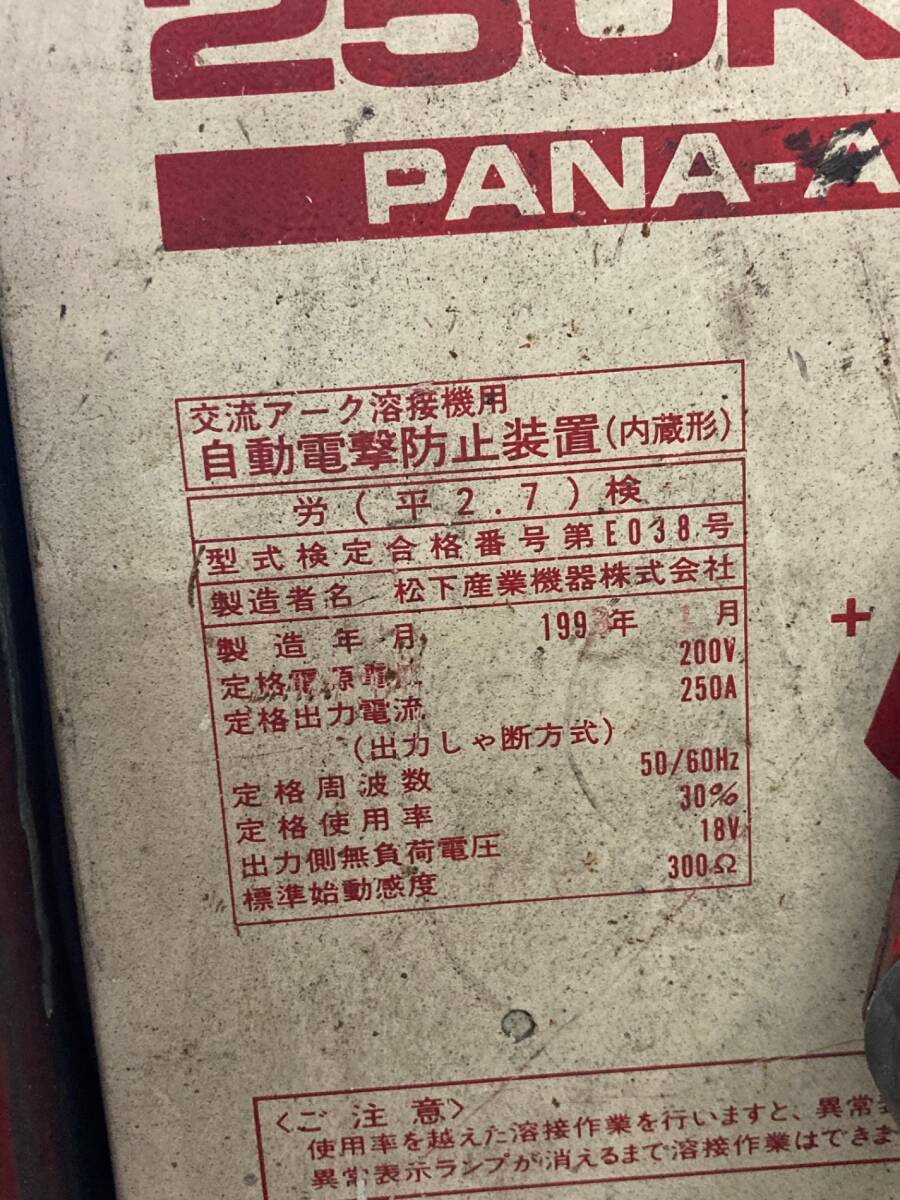 250K
PANA-A
交流アーク溶接機用
自動電撃防止装置(内蔵形)
労(平2.7)検
型式検定合格番号第E038号
製造者名 松下産業機器株式会社
製造年月 199 年 月
定格電源電 200V
定格出力電流 250A
(出力しゃ断方式)
定格周波数 50/60Hz
定格使用率 30%
出力側無負荷電圧 18V
標準始動感度 300Ω
+
〈ご注意〉
使用率を越えた溶接作業を行いますと、異常
異常表示ランプが消えるまで溶接作業はできま